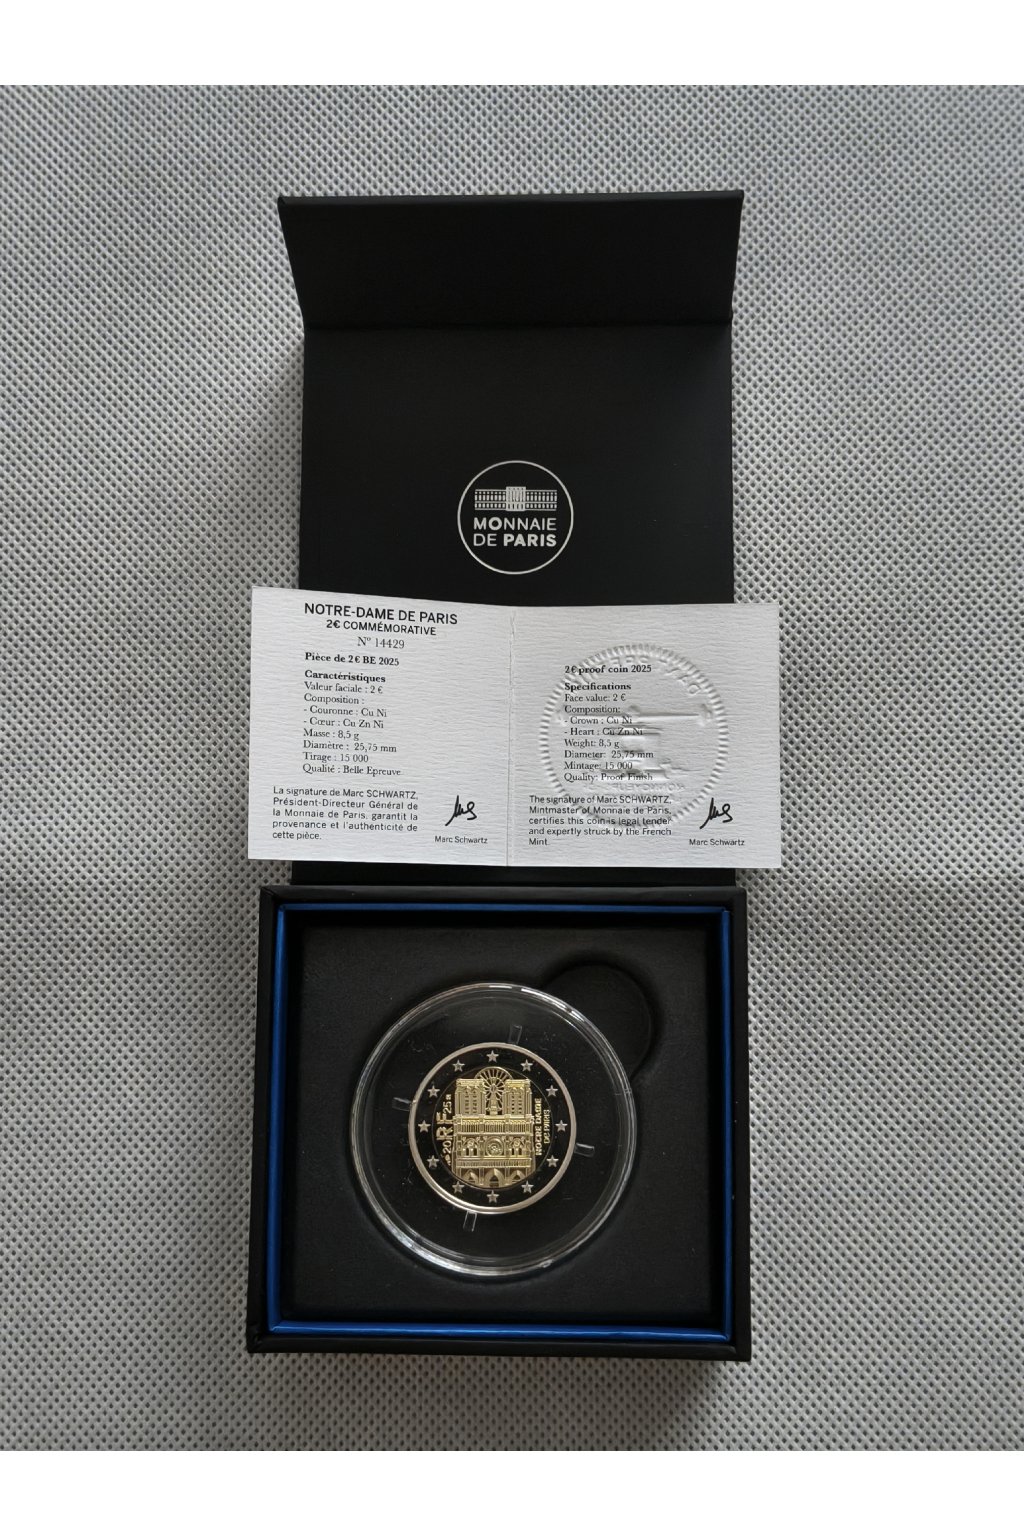 MONNAIE
DE PARIS
NOTRE-DAME DE PARIS
2€ COMMÉMORATIVE
N° 14429
Pièce de 2€ BE 2025
Caractéristiques
Valeur faciale : 2 €
Composition :
- Couronne : Cu Ni
- Cœur : Cu Zn Ni
Masse : 8,5 g
Diamètre : 25,75 mm
Tirage : 15 000
Qualité : Belle Epreuve
La signature de Marc SCHWARTZ,
Président-Directeur Général de
la Monnaie de Paris, garantit la
provenance et l'authenticité de
cette pièce.
Marc Schwartz
2€ proof coin 2025
Specifications
Face value: 2 €
Composition:
- Crown : Cu Ni
- Heart : Cu Zn Ni
Weight: 8,5 g
Diameter: 25,75 mm
Mintage: 15 000
Quality: Proof Finish
The signature of Marc SCHWARTZ,
Mintmaster of Monnaie de Paris,
certifies this coin is legal tender
and expertly struck by the French
Mint.
Marc Schwartz
20RF25
NOTRE DAME
DE PARIS